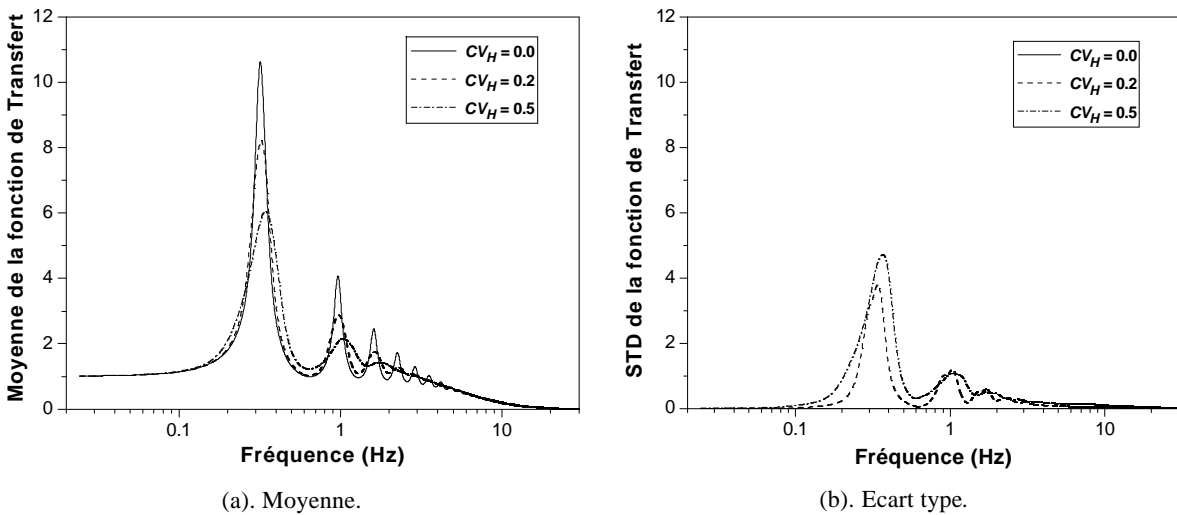 Moyenne de la fonction de Transfert
12
10
8
6
4
2
0
0.1
1
10
Fréquence (Hz)
CV_H = 0.0
CV_H = 0.2
CV_H = 0.5
(a). Moyenne.
STD de la fonction de Transfert
12
10
8
6
4
2
0
0.1
1
10
Fréquence (Hz)
CV_H = 0.0
CV_H = 0.2
CV_H = 0.5
(b). Ecart type.